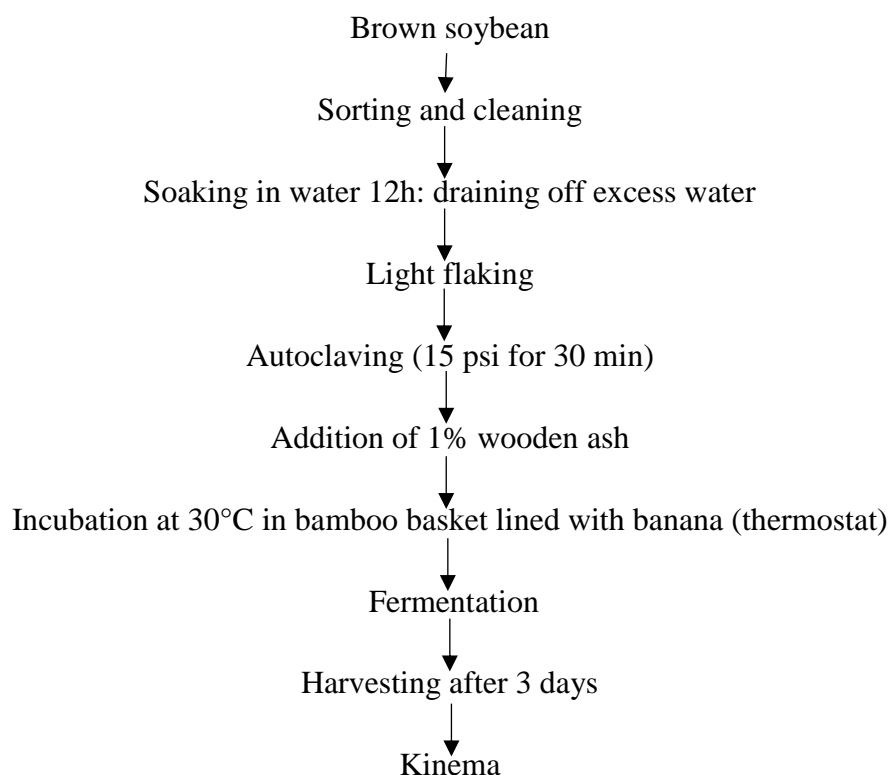 Brown soybean
Sorting and cleaning
Soaking in water 12h: draining off excess water
Light flaking
Autoclaving (15 psi for 30 min)
Addition of 1% wooden ash
Incubation at 30°C in bamboo basket lined with banana (thermostat)
Fermentation
Harvesting after 3 days
Kinema